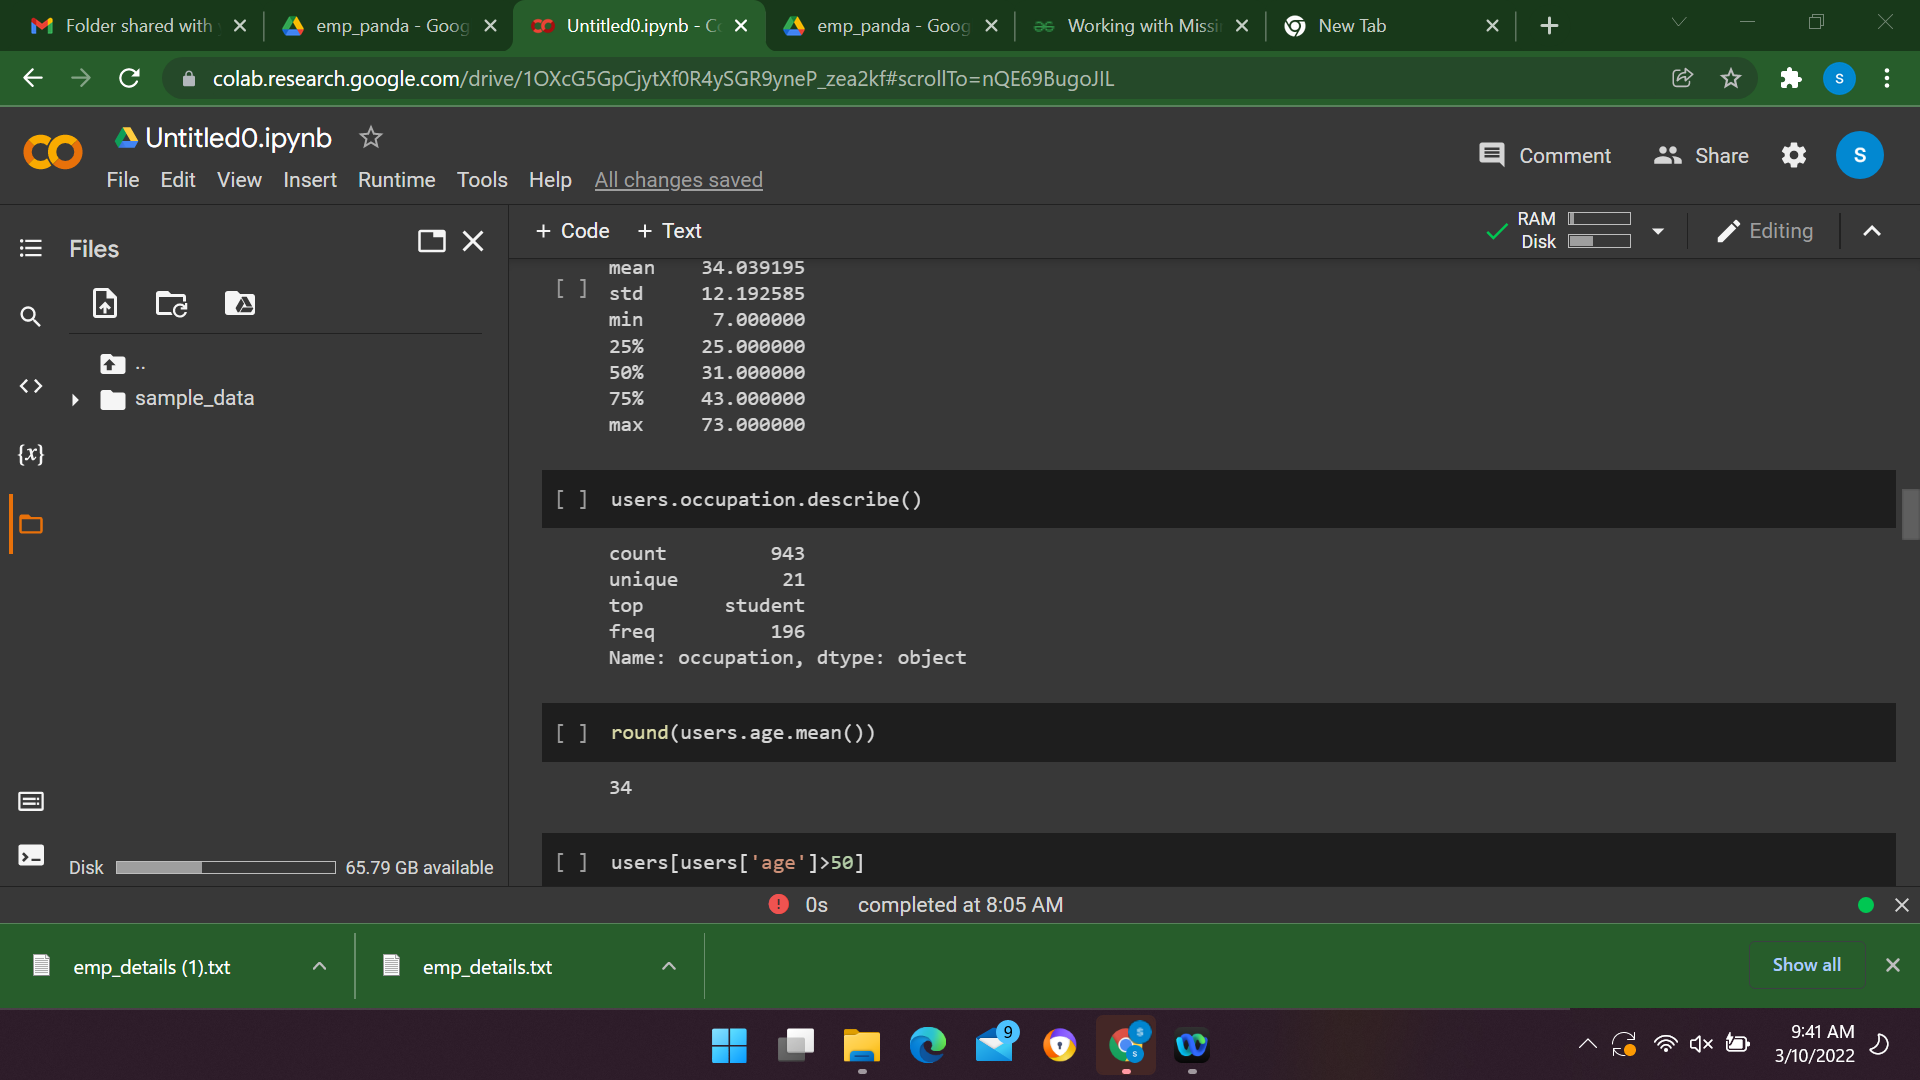 Folder shared with
emp_panda - Goog
Untitled0.ipynb - Co
emp_panda - Goog
Working with Missi
New Tab
colab.research.google.com/drive/1OXcG5GpCjytXf0R4ySGR9yneP_zea2kf#scrollTo=nQE69BugoJIL
S
Untitled0.ipynb
Comment
Share
S
File Edit View Insert Runtime Tools Help All changes saved
Files
+ Code + Text
RAM
Disk
Editing
mean 34.039195
[ ]
std 12.192585
min 7.000000
25% 25.000000
50% 31.000000
75% 43.000000
max 73.000000
..
sample_data
{x}
[ ] users.occupation.describe()
count 943
unique 21
top student
freq 196
Name: occupation, dtype: object
[ ] round(users.age.mean())
34
[ ] users[users['age']>50]
Disk 65.79 GB available
0s completed at 8:05 AM
emp_details (1).txt
emp_details.txt
Show all
9
9:41 AM
3/10/2022